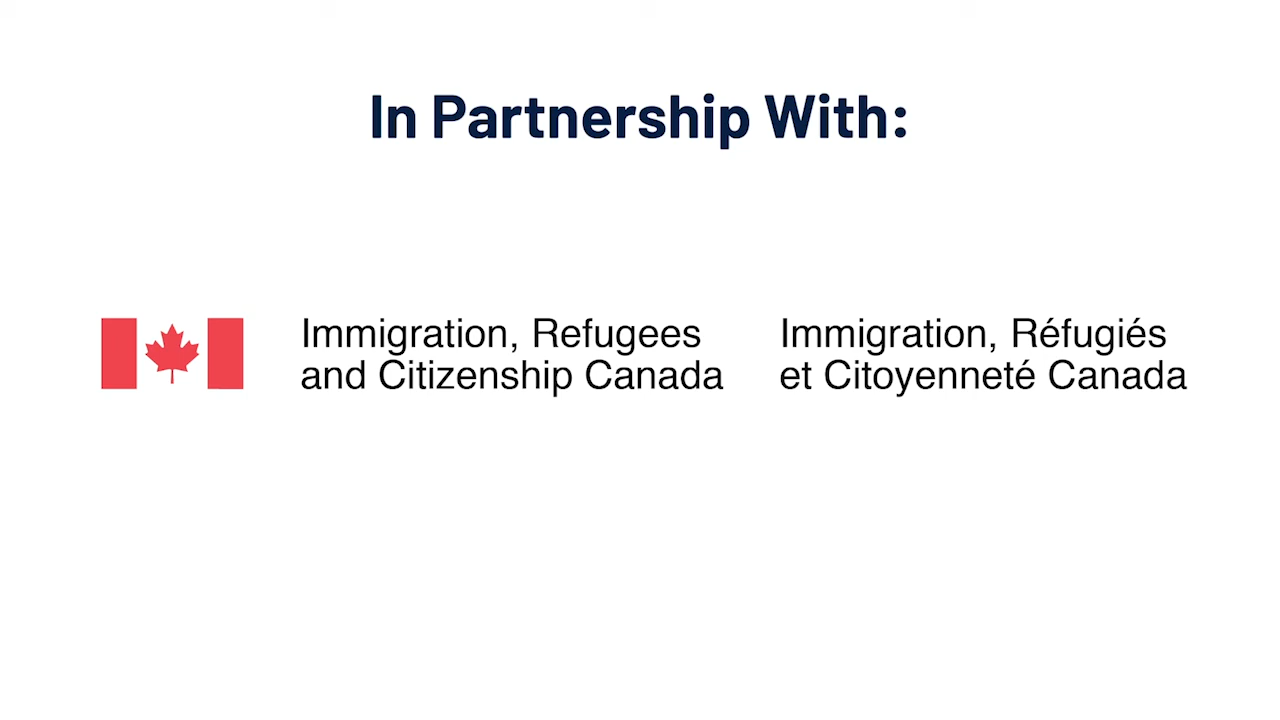 In Partnership With:
Immigration, Refugees
and Citizenship Canada
Immigration, Réfugiés
et Citoyenneté Canada